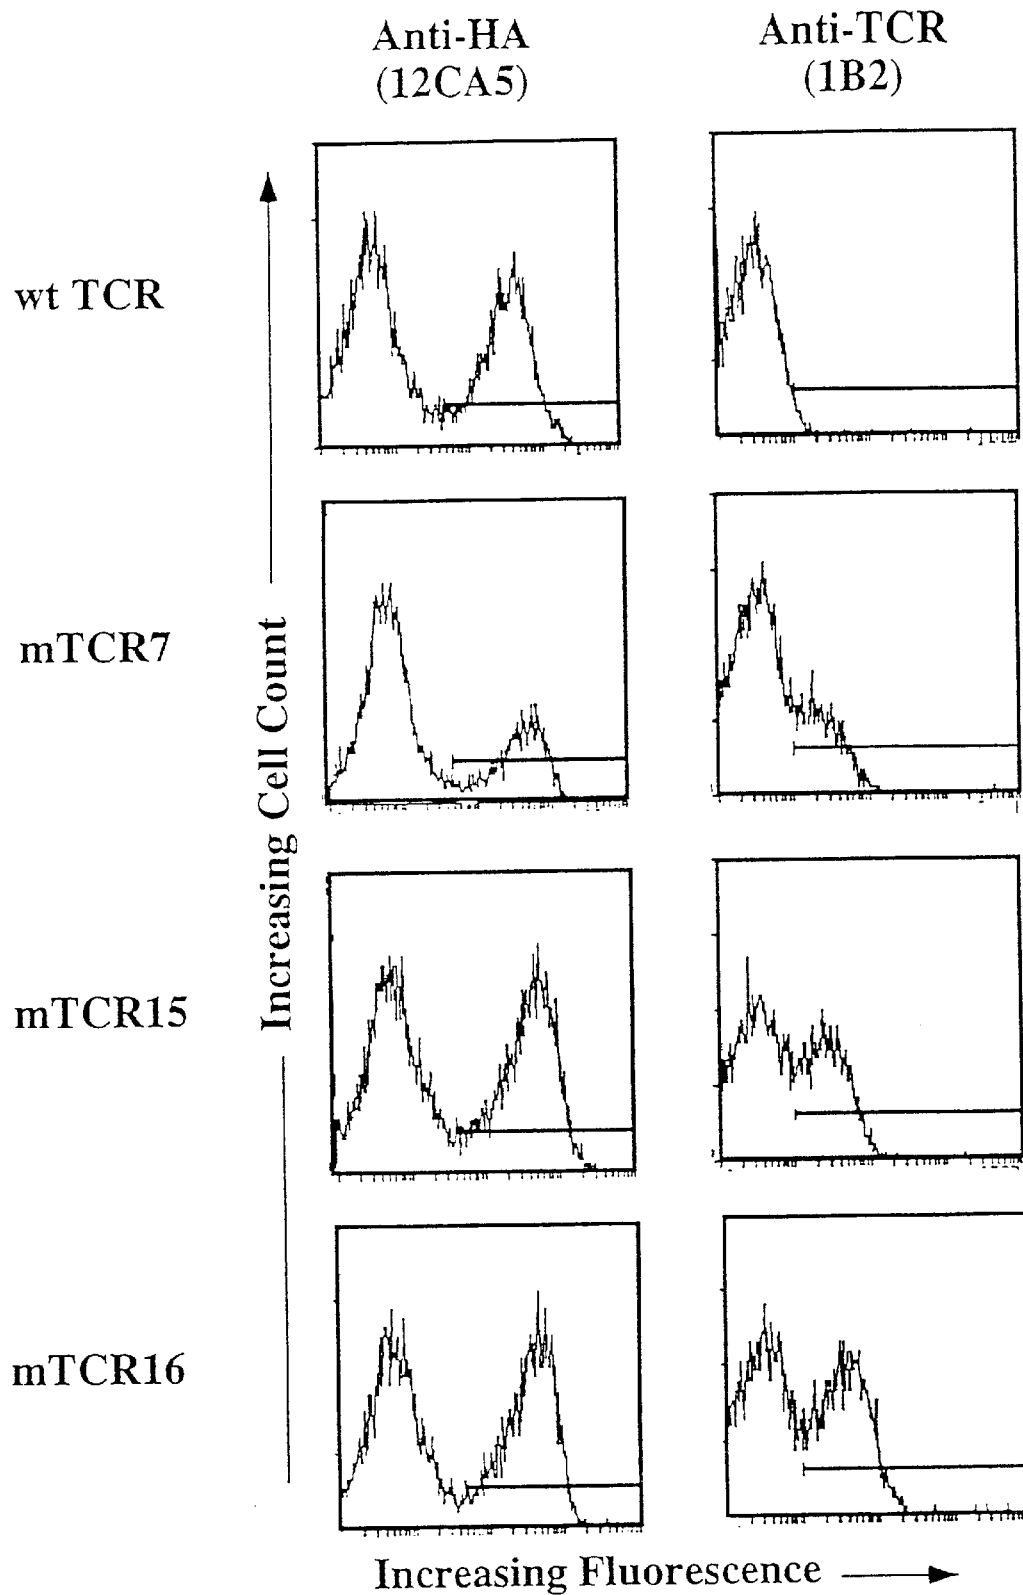 Anti-HA
(12CA5)
Anti-TCR
(1B2)
wt TCR
mTCR7
mTCR15
mTCR16
Increasing Cell Count
Increasing Fluorescence